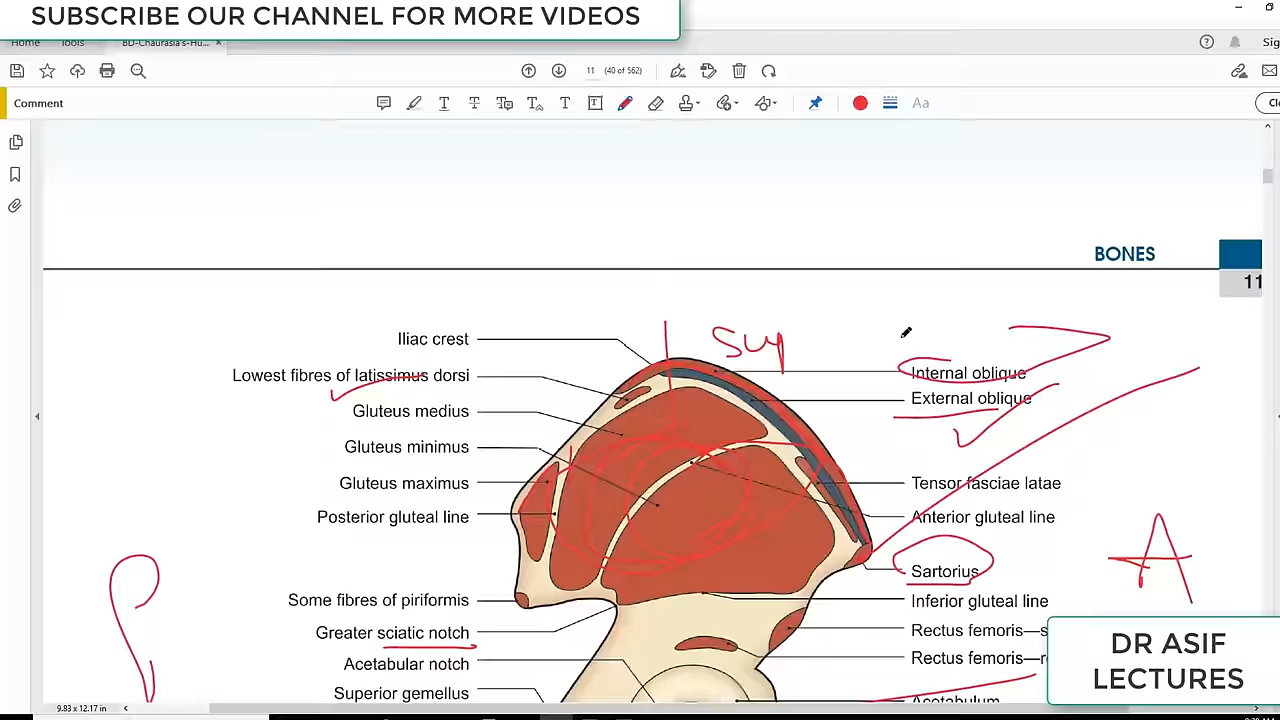 SUBSCRIBE OUR CHANNEL FOR MORE VIDEOS
Home Tools BD-Chaurasia's-Hu... ×
11 (40 of 562)
Comment
Aa
BONES
11
Sup
Iliac crest
Lowest fibres of latissimus dorsi
Gluteus medius
Gluteus minimus
Gluteus maximus
Posterior gluteal line
Some fibres of piriformis
Greater sciatic notch
Acetabular notch
Superior gemellus
Internal oblique
External oblique
Tensor fasciae latae
Anterior gluteal line
Sartorius
Inferior gluteal line
Rectus femoris—s
Rectus femoris—r
Acetabulum
P
A
DR ASIF
LECTURES
9.83 x 12.17 in